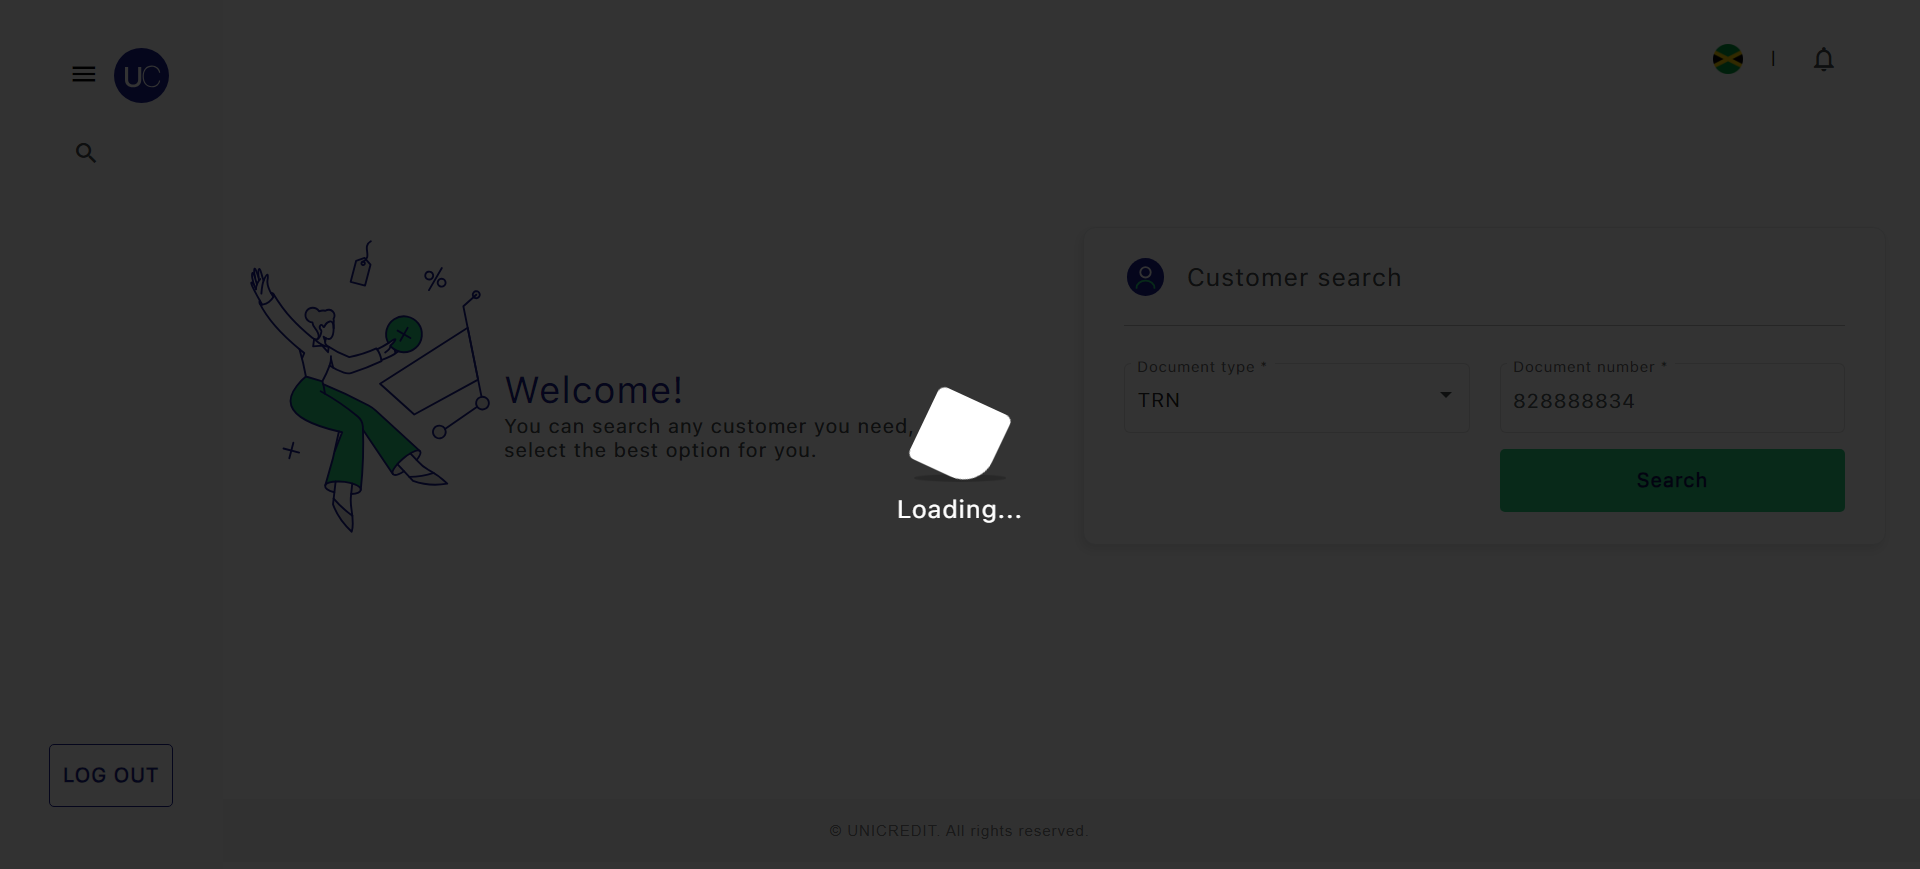 UC
Customer search
Document type *
TRN
Document number *
828888834
Search
Welcome!
You can search any customer you need,
select the best option for you.
Loading...
LOG OUT
© UNICREDIT. All rights reserved.